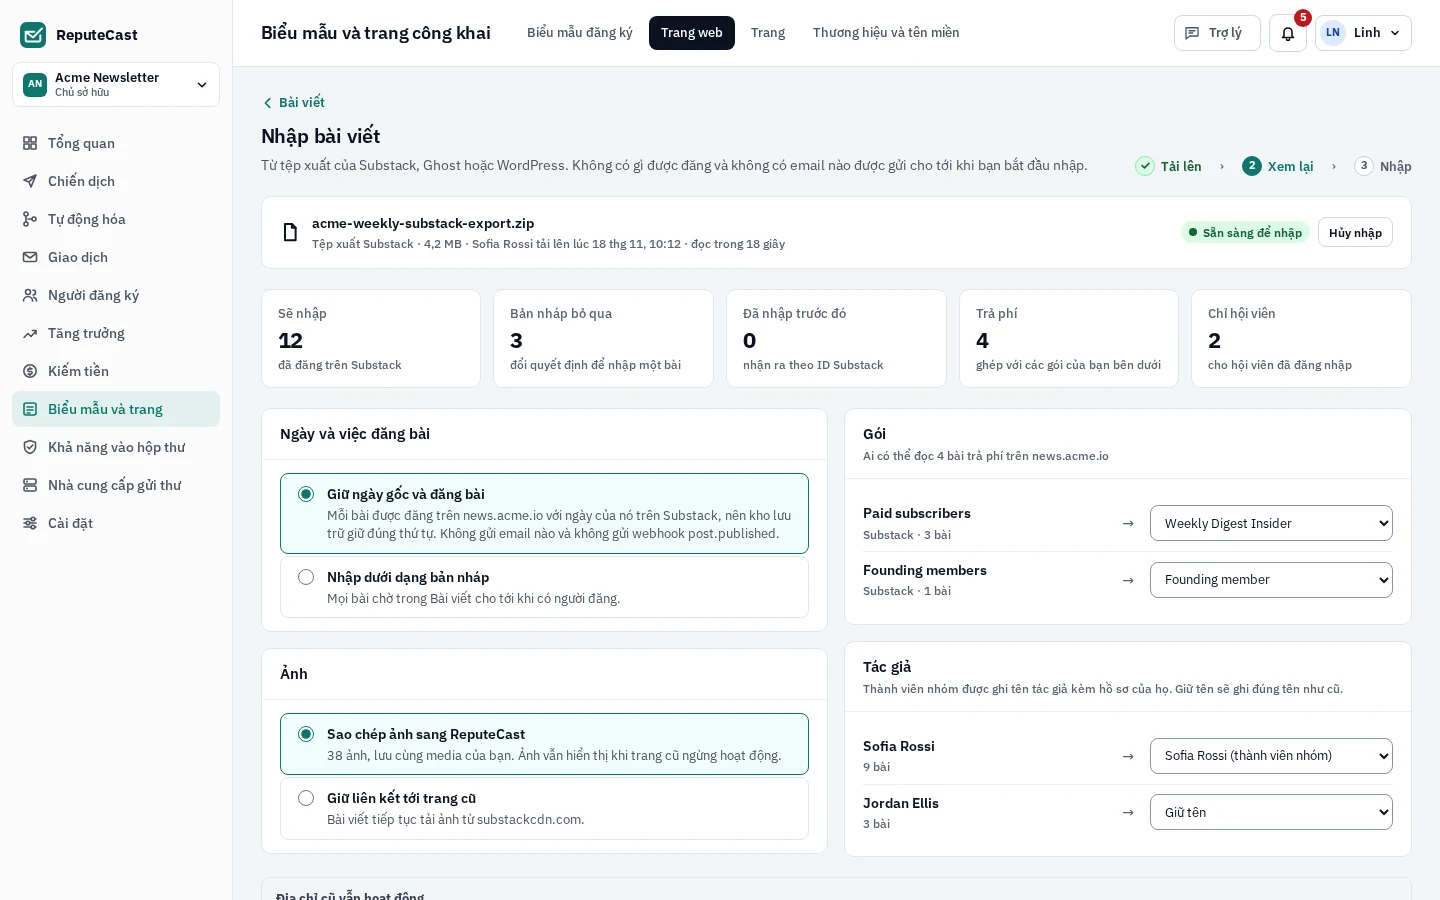 ReputeCast
AN
Acme Newsletter
Chủ sở hữu
Tổng quan
Chiến dịch
Tự động hóa
Giao dịch
Người đăng ký
Tăng trưởng
Kiếm tiền
Biểu mẫu và trang
Khả năng vào hộp thư
Nhà cung cấp gửi thư
Cài đặt
Biểu mẫu và trang công khai
Biểu mẫu đăng ký
Trang web
Trang
Thương hiệu và tên miền
Trợ lý
5
LN
Linh
Bài viết
Nhập bài viết
Từ tệp xuất của Substack, Ghost hoặc WordPress. Không có gì được đăng và không có email nào được gửi cho tới khi bạn bắt đầu nhập.
Tải lên
2 Xem lại
3 Nhập
acme-weekly-substack-export.zip
Tệp xuất Substack · 4,2 MB · Sofia Rossi tải lên lúc 18 thg 11, 10:12 · đọc trong 18 giây
Sẵn sàng để nhập
Hủy nhập
Sẽ nhập
12
đã đăng trên Substack
Bản nháp bỏ qua
3
đổi quyết định để nhập một bài
Đã nhập trước đó
0
nhận ra theo ID Substack
Trả phí
4
ghép với các gói của bạn bên dưới
Chỉ hội viên
2
cho hội viên đã đăng nhập
Ngày và việc đăng bài
Giữ ngày gốc và đăng bài
Mỗi bài được đăng trên news.acme.io với ngày của nó trên Substack, nên kho lưu
trữ giữ đúng thứ tự. Không gửi email nào và không gửi webhook post.published.
Nhập dưới dạng bản nháp
Mọi bài chờ trong Bài viết cho tới khi có người đăng.
Ảnh
Sao chép ảnh sang ReputeCast
38 ảnh, lưu cùng media của bạn. Ảnh vẫn hiển thị khi trang cũ ngừng hoạt động.
Giữ liên kết tới trang cũ
Bài viết tiếp tục tải ảnh từ substackcdn.com.
Gói
Ai có thể đọc 4 bài trả phí trên news.acme.io
Paid subscribers
Substack · 3 bài
→
Weekly Digest Insider
Founding members
Substack · 1 bài
→
Founding member
Tác giả
Thành viên nhóm được ghi tên tác giả kèm hồ sơ của họ. Giữ tên sẽ ghi đúng tên như cũ.
Sofia Rossi
9 bài
→
Sofia Rossi (thành viên nhóm)
Jordan Ellis
3 bài
→
Giữ tên
Địa chỉ cũ vẫn hoạt động